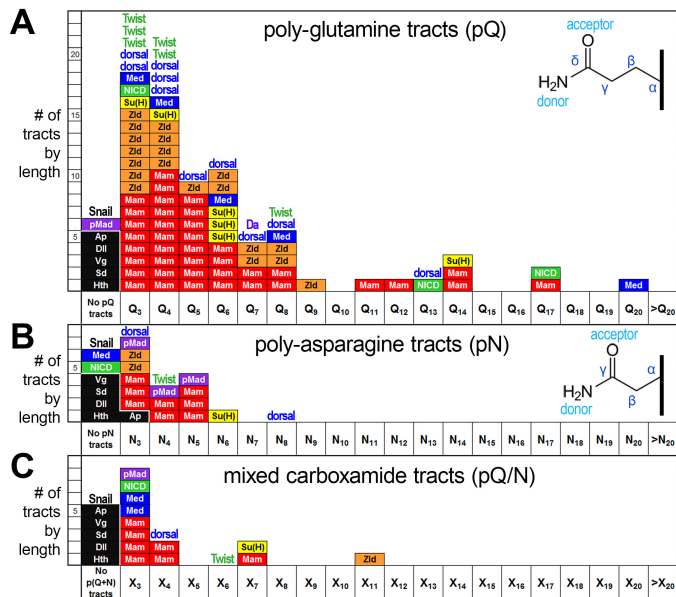 A
poly-glutamine tracts (pQ)
acceptor
O
δ
β
H₂N
γ
α
donor
# of
tracts
by
length
20
15
10
5
Twist
Twist
Twist Twist
dorsal Twist
dorsal dorsal
Med dorsal
NICD dorsal
Su(H) Med
Zld Su(H)
Zld Zld
Zld Zld
Zld Zld
Zld Zld dorsal
Zld Mam dorsal Zld
Zld Mam Zld Zld
Mam Mam Mam Med
Snail Mam Mam Mam Su(H) Twist
pMad Mam Mam Mam Su(H) Da dorsal
Ap Mam Mam Mam Su(H) dorsal Med
Dll Mam Mam Mam Mam Zld Zld
Vg Mam Mam Mam Mam Zld Zld Su(H)
Sd Mam Mam Mam Mam Mam Mam dorsal Mam NICD
Hth Mam Mam Mam Mam Mam Mam Zld Mam Mam NICD Mam Mam Med
No pQ
tracts
Q₃ Q₄ Q₅ Q₆ Q₇ Q₈ Q₉ Q₁₀ Q₁₁ Q₁₂ Q₁₃ Q₁₄ Q₁₅ Q₁₆ Q₁₇ Q₁₈ Q₁₉ Q₂₀ >Q₂₀
B
poly-asparagine tracts (pN)
acceptor
O
γ
α
H₂N
β
donor
# of
tracts
by
length
5
dorsal
Snail pMad
Med Zld
NICD Zld
Vg Mam Twist pMad
Sd Mam pMad Mam
Dll Mam Mam Mam
Hth Ap Mam Mam Su(H) dorsal
No pN
tracts
N₃ N₄ N₅ N₆ N₇ N₈ N₉ N₁₀ N₁₁ N₁₂ N₁₃ N₁₄ N₁₅ N₁₆ N₁₇ N₁₈ N₁₉ N₂₀ >N₂₀
C
mixed carboxamide tracts (pQ/N)
# of
tracts
by
length
5
pMad
NICD
Snail Med
Ap Med
Vg Mam
Sd Mam dorsal
Dll Mam Mam Su(H)
Hth Mam Mam Twist Mam Zld
No
p(Q+N)
tracts
X₃ X₄ X₅ X₆ X₇ X₈ X₉ X₁₀ X₁₁ X₁₂ X₁₃ X₁₄ X₁₅ X₁₆ X₁₇ X₁₈ X₁₉ X₂₀ >X₂₀